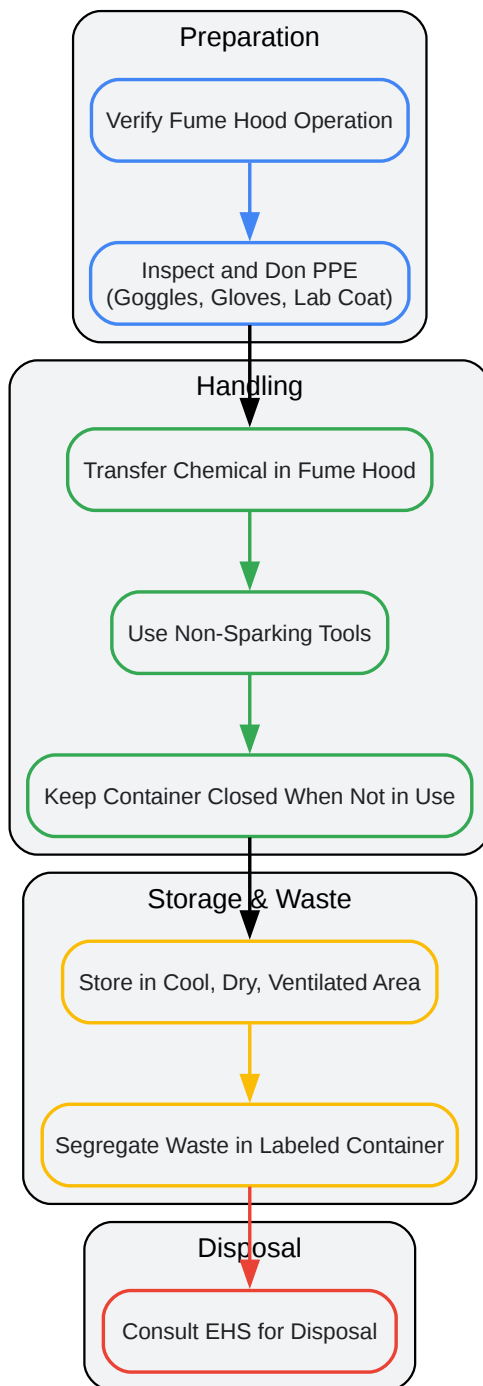 Preparation
Verify Fume Hood Operation
Inspect and Don PPE
(Goggles, Gloves, Lab Coat)
Handling
Transfer Chemical in Fume Hood
Use Non-Sparking Tools
Keep Container Closed When Not in Use
Storage & Waste
Store in Cool, Dry, Ventilated Area
Segregate Waste in Labeled Container
Disposal
Consult EHS for Disposal